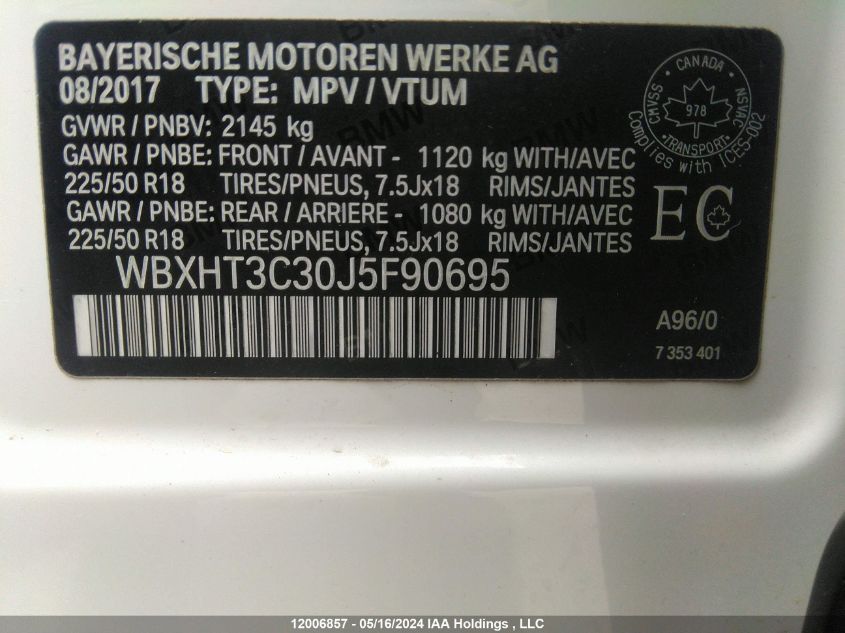 BAYERISCHE MOTOREN WERKE AG
08/2017 TYPE: MPV / VTUM
GVWR / PNBV: 2145 kg
GAWR / PNBE: FRONT / AVANT - 1120 kg WITH/AVEC
225/50 R18 TIRES/PNEUS, 7.5Jx18 RIMS/JANTES
GAWR / PNBE: REAR / ARRIERE - 1080 kg WITH/AVEC
225/50 R18 TIRES/PNEUS, 7.5Jx18 RIMS/JANTES
WBXHT3C30J5F90695
CANADA
CMVSS
NSVAC
978
TRANSPORT
Complies with ICES-002
EC
A96/0
7 353 401
BMW
12006857 - 05/16/2024 IAA Holdings , LLC